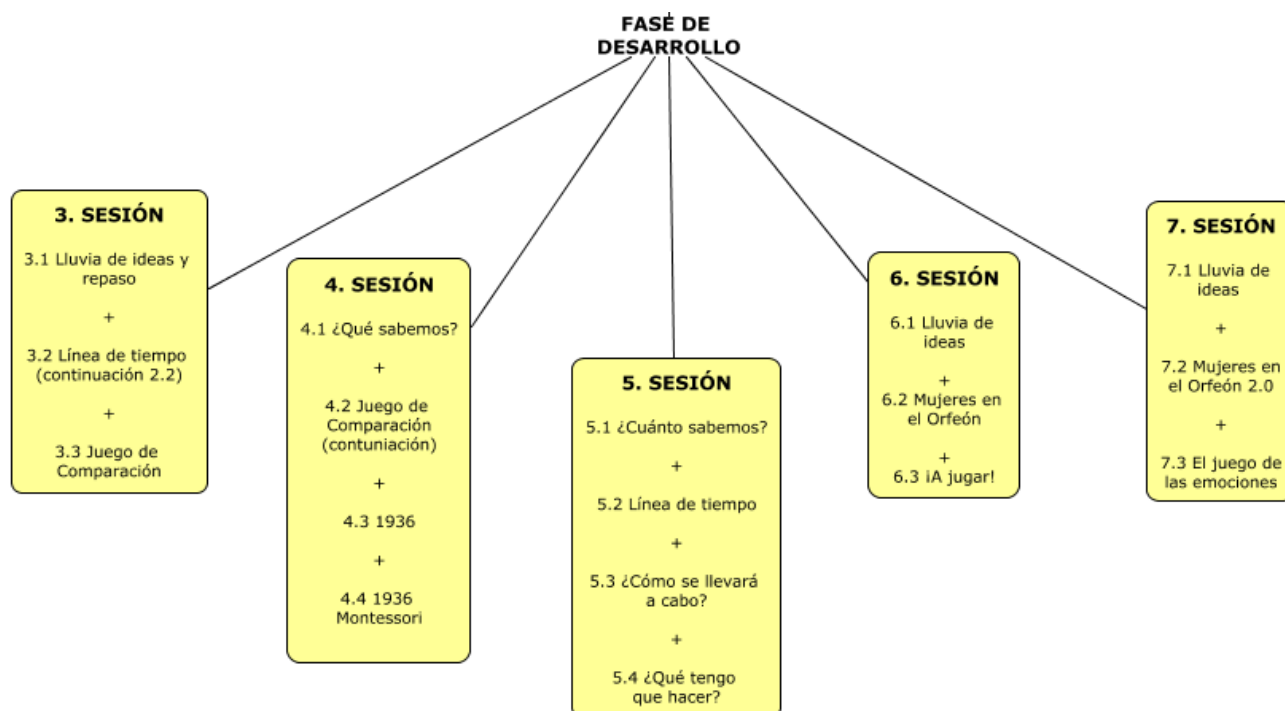 FASE DE
DESARROLLO
3. SESIÓN
3.1 Lluvia de ideas y
repaso
+
3.2 Línea de tiempo
(continuación 2.2)
+
3.3 Juego de
Comparación
4. SESIÓN
4.1 ¿Qué sabemos?
+
4.2 Juego de
Comparación
(contuniación)
+
4.3 1936
+
4.4 1936
Montessori
5. SESIÓN
5.1 ¿Cuánto sabemos?
+
5.2 Línea de tiempo
+
5.3 ¿Cómo se llevará
a cabo?
+
5.4 ¿Qué tengo
que hacer?
6. SESIÓN
6.1 Lluvia de
ideas
+
6.2 Mujeres en
el Orfeón
+
6.3 ¡A jugar!
7. SESIÓN
7.1 Lluvia de
ideas
+
7.2 Mujeres en
el Orfeón 2.0
+
7.3 El juego de
las emociones